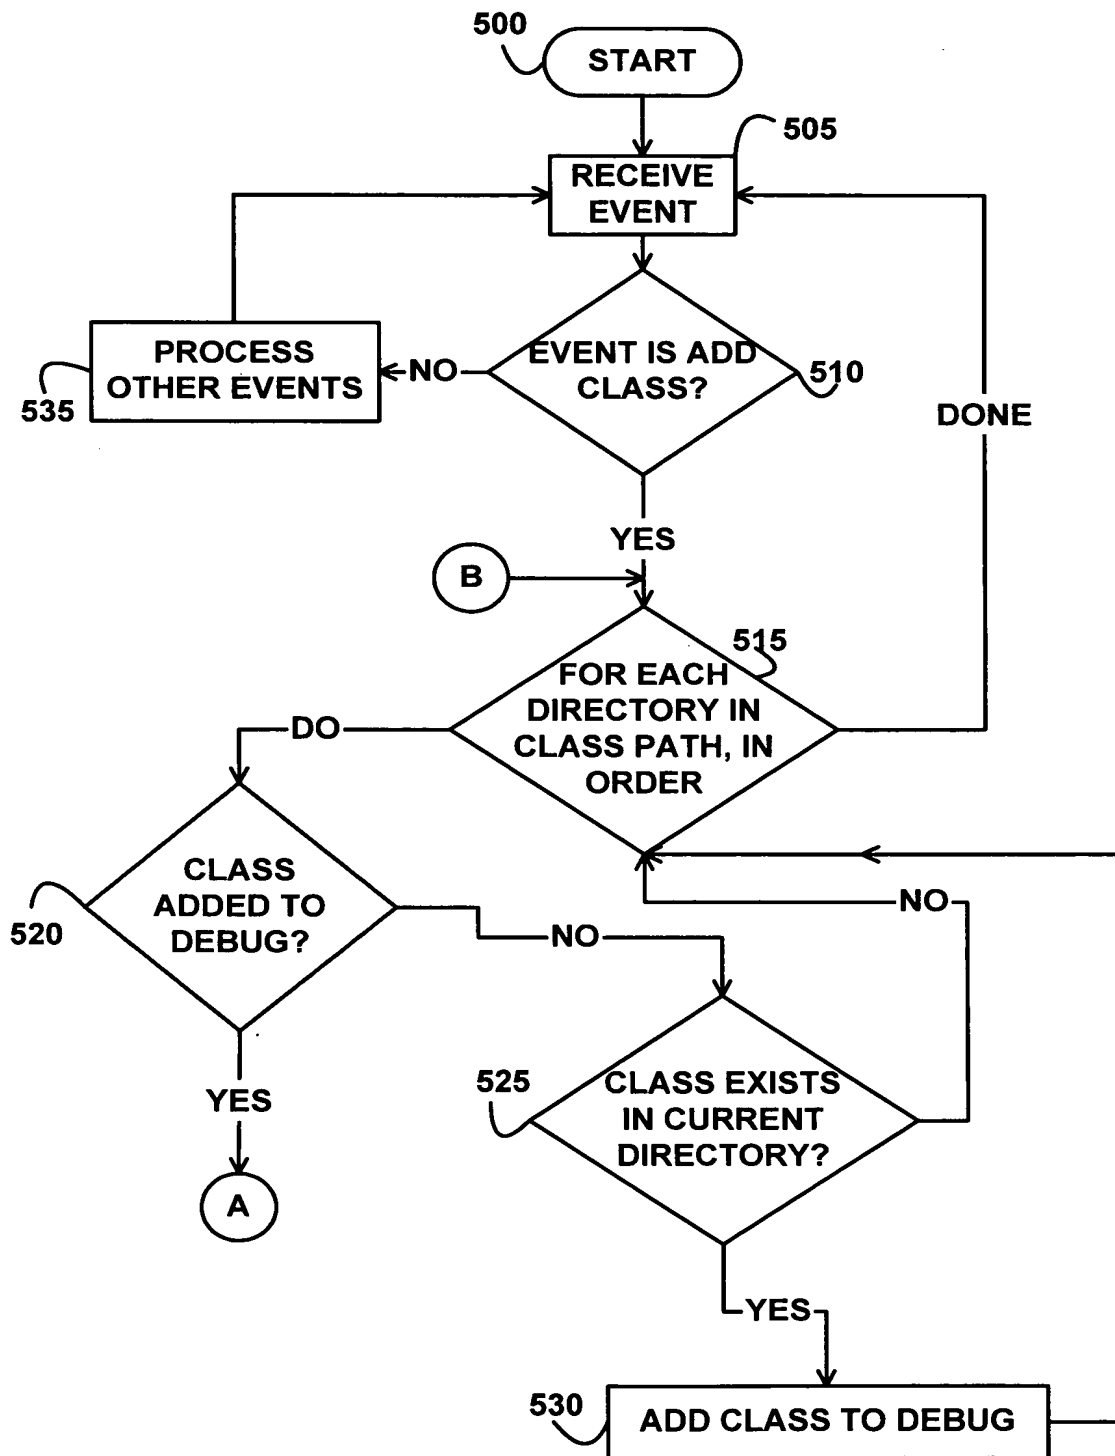 500
START
505
RECEIVE
EVENT
PROCESS
OTHER EVENTS
535
NO
EVENT IS ADD
CLASS?
510
DONE
YES
B
515
FOR EACH
DIRECTORY IN
CLASS PATH, IN
ORDER
DO
CLASS
ADDED TO
DEBUG?
520
NO
NO
YES
525
CLASS EXISTS
IN CURRENT
DIRECTORY?
A
YES
530
ADD CLASS TO DEBUG